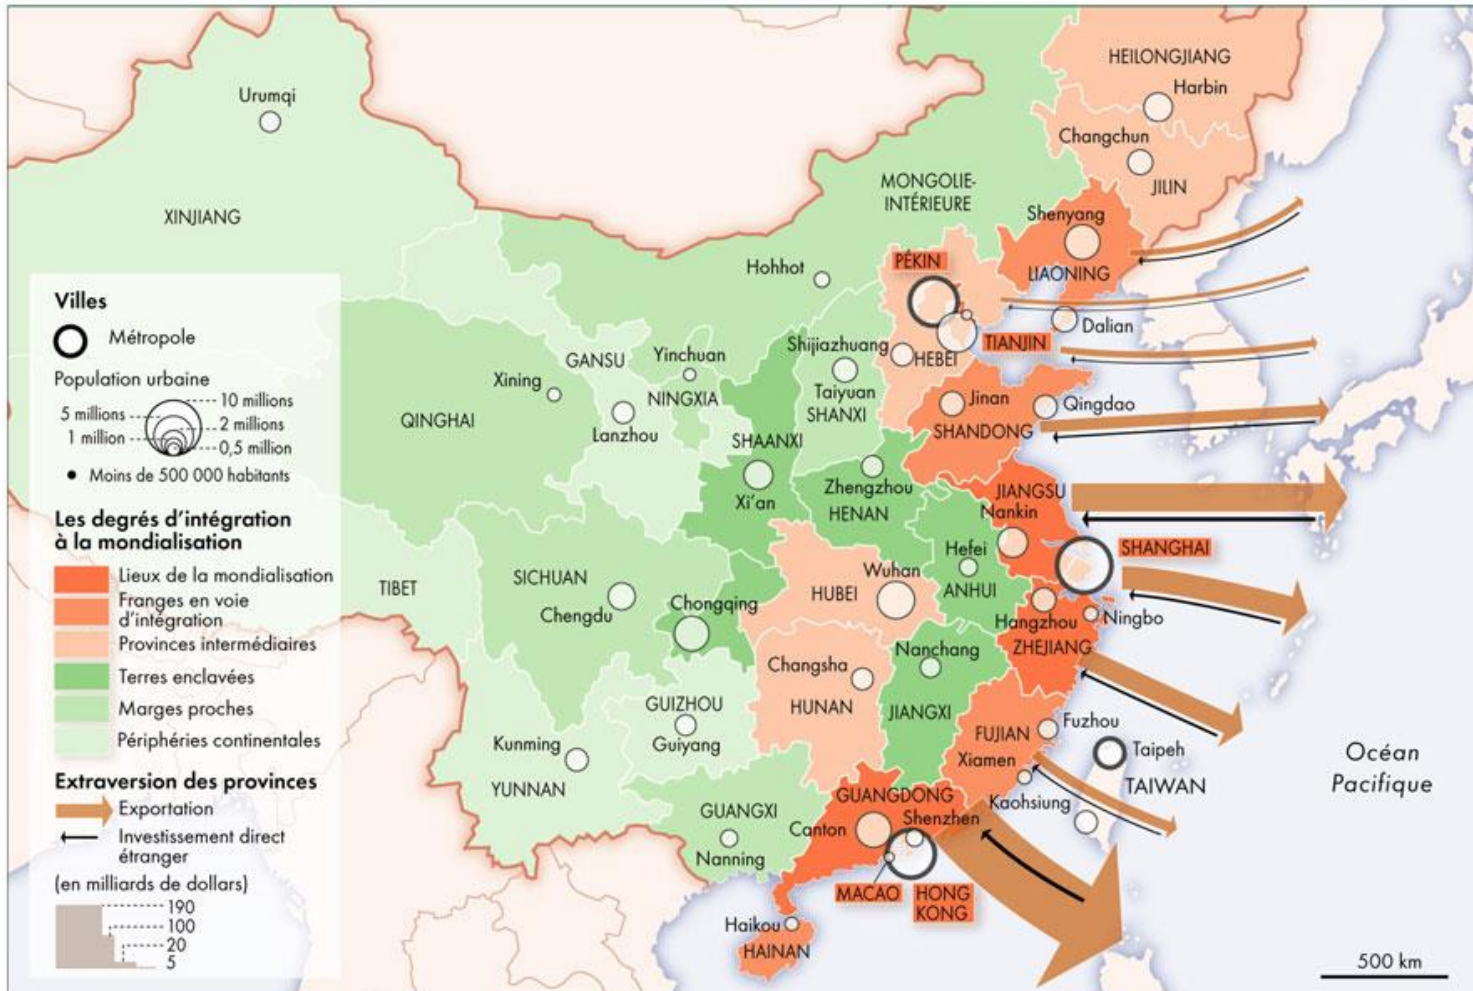 HEILONGJIANG
Harbin
Urumqi
Changchun
JILIN
MONGOLIE-
INTÉRIEURE
XINJIANG
Shenyang
LIAONING
PÉKIN
Hohhot
Dalian
TIANJIN
Shijiazhuang
HEBEI
GANSU
Yinchuan
Xining
NINGXIA
Taiyuan
SHANXI
Jinan
Qingdao
QINGHAI
Lanzhou
SHAANXI
SHANDONG
Xi'an
Zhengzhou
HENAN
JIANGSU
Nankin
SHANGHAI
Hefei
ANHUI
TIBET
SICHUAN
Chengdu
Chongqing
HUBEI
Wuhan
Hangzhou
Ningbo
ZHEJIANG
Changsha
HUNAN
Nanchang
JIANGXI
GUIZHOU
Guiyang
Kunming
YUNNAN
FUJIAN
Fuzhou
Xiamen
Taipeh
TAIWAN
Kaohsiung
Océan
Pacifique
GUANGXI
Nanning
GUANGDONG
Shenzhen
Canton
MACAO
HONG
KONG
Haikou
HAINAN
500 km
Villes
Métropole
Population urbaine
10 millions
5 millions
2 millions
1 million
0,5 million
Moins de 500 000 habitants
Les degrés d'intégration
à la mondialisation
Lieux de la mondialisation
Franges en voie
d'intégration
Provinces intermédiaires
Terres enclavées
Marges proches
Périphéries continentales
Extraversion des provinces
Exportation
Investissement direct
étranger
(en milliards de dollars)
190
100
20
5